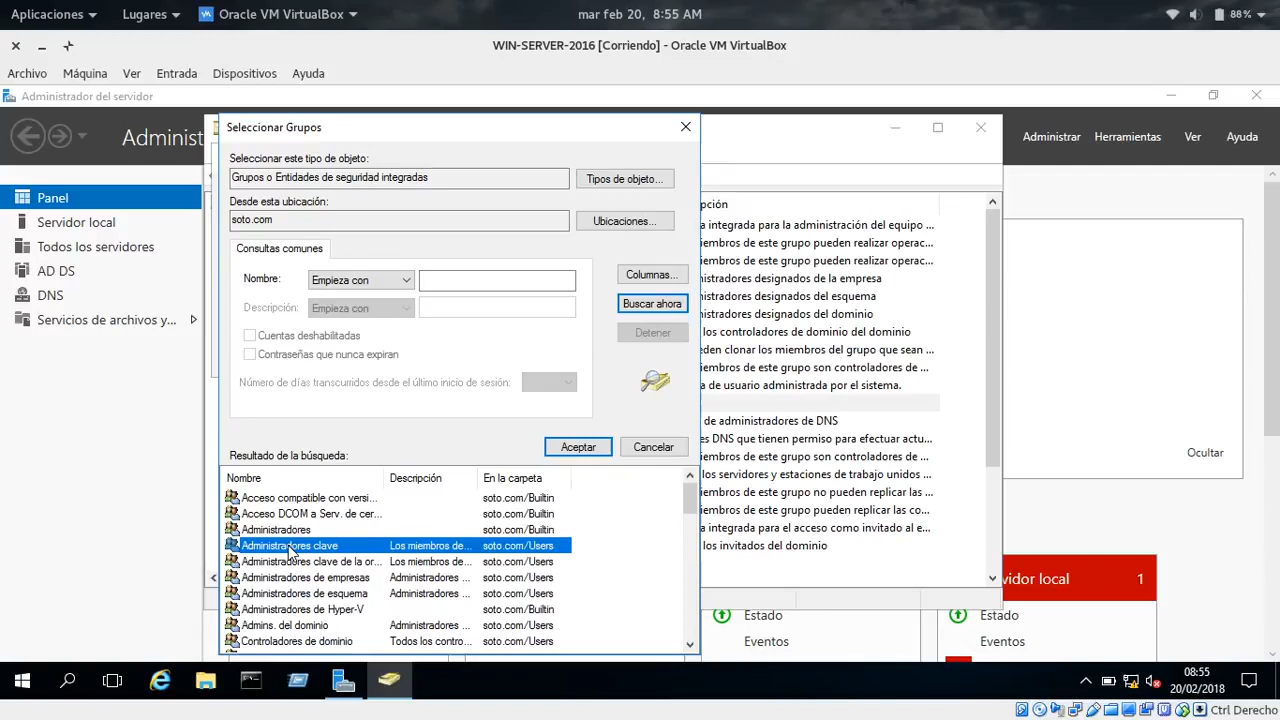 Aplicaciones Lugares Oracle VM VirtualBox mar feb 20, 8:55 AM 88%
WIN-SERVER-2016 [Corriendo] - Oracle VM VirtualBox
Archivo Máquina Ver Entrada Dispositivos Ayuda
Administrador del servidor
Administ Administrar Herramientas Ver Ayuda
Seleccionar Grupos
Seleccionar este tipo de objeto:
Grupos o Entidades de seguridad integradas Tipos de objeto...
Desde esta ubicación:
soto.com Ubicaciones...
Consultas comunes
Nombre: Empieza con Columnas...
Descripción: Empieza con Buscar ahora
Cuentas deshabilitadas Detener
Contraseñas que nunca expiran
Número de días transcurridos desde el último inicio de sesión:
Aceptar Cancelar
Resultado de la búsqueda:
Nombre Descripción En la carpeta
Acceso compatible con versi... soto.com/Builtin
Acceso DCOM a Serv. de cer... soto.com/Builtin
Administradores soto.com/Builtin
Administradores clave Los miembros de... soto.com/Users
Administradores clave de la or... Los miembros de... soto.com/Users
Administradores de empresas Administradores ... soto.com/Users
Administradores de esquema Administradores ... soto.com/Users
Administradores de Hyper-V soto.com/Builtin
Admins. del dominio Administradores ... soto.com/Users
Controladores de dominio Todos los contro... soto.com/Users
Panel
Servidor local
Todos los servidores
AD DS
DNS
Servicios de archivos y...
pción
a integrada para la administración del equipo ...
iembros de este grupo pueden realizar operac...
iembros de este grupo pueden realizar operac...
nistradores designados de la empresa
nistradores designados del esquema
nistradores designados del dominio
los controladores de dominio del dominio
eden clonar los miembros del grupo que sean ...
iembros de este grupo son controladores de ...
a de usuario administrada por el sistema.
de administradores de DNS
es DNS que tienen permiso para efectuar actu...
iembros de este grupo son controladores de ...
los servidores y estaciones de trabajo unidos ...
iembros de este grupo no pueden replicar las ...
iembros de este grupo pueden replicar las co...
a integrada para el acceso como invitado al e...
los invitados del dominio
Ocultar
vidor local 1
Estado Estado
Eventos Eventos
08:55
20/02/2018
Ctrl Derecho